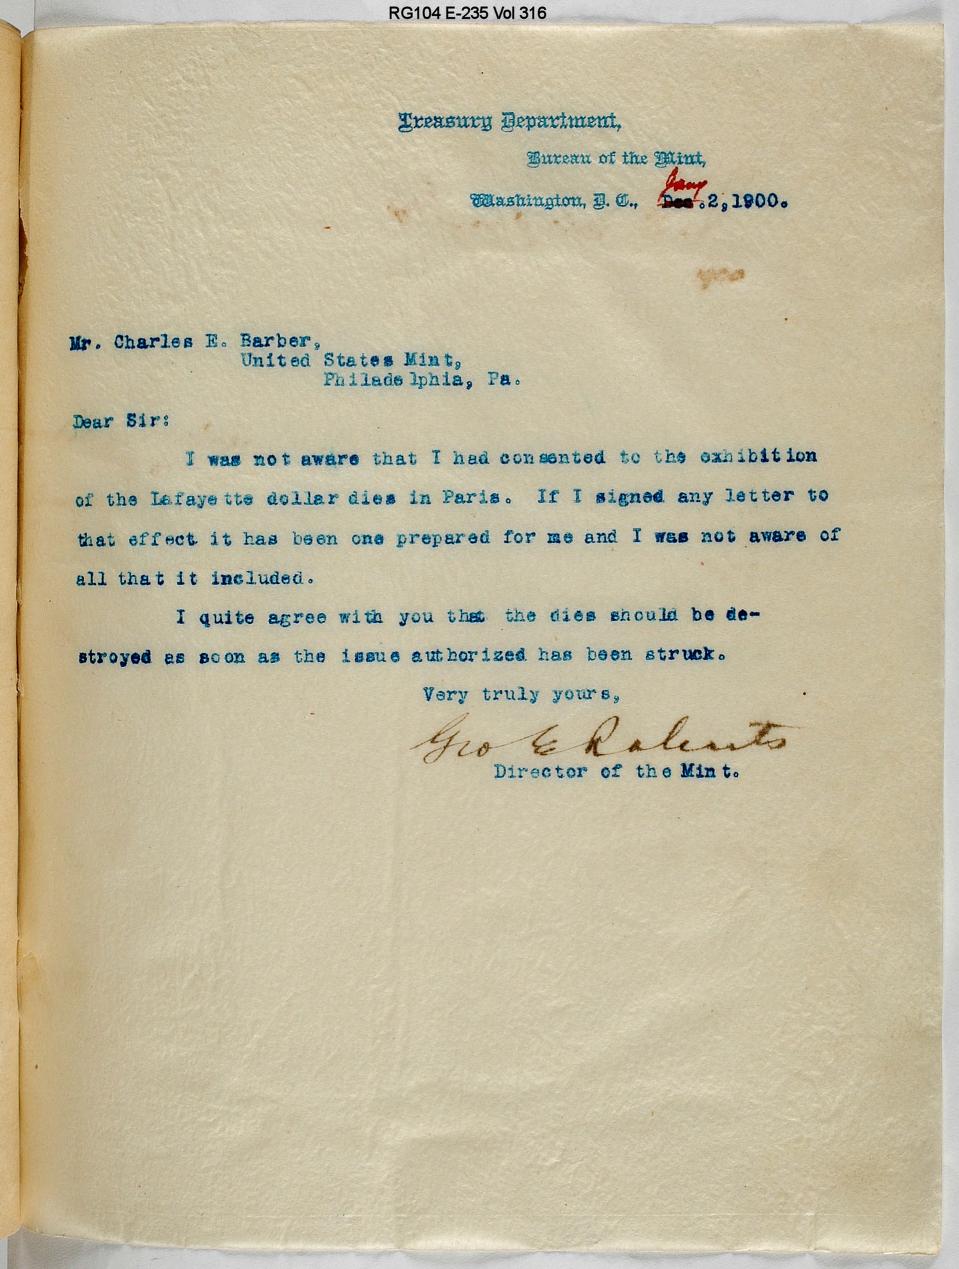 RG104 E-235 Vol 316
Treasury Department,
Bureau of the Mint,
Jany
Washington, D. C., Dec. 2, 1900.
Mr. Charles E. Barber,
United States Mint,
Philadelphia, Pa.
Dear Sir:
I was not aware that I had consented to the exhibition
of the Lafayette dollar dies in Paris. If I signed any letter to
that effect it has been one prepared for me and I was not aware of
all that it included.
I quite agree with you that the dies should be de-
stroyed as soon as the issue authorized has been struck.
Very truly yours,
Geo E Roberts
Director of the Mint.